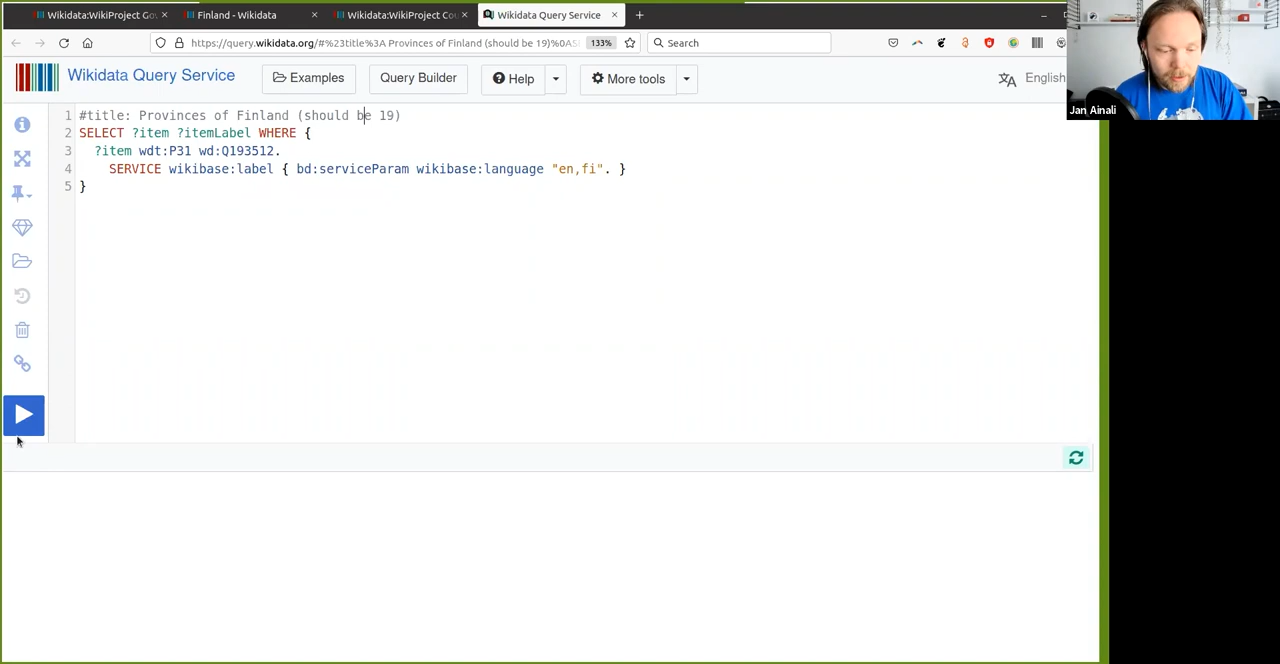 Wikidata:WikiProject Gov
Finland - Wikidata
Wikidata:WikiProject Cou
Wikidata Query Service
https://query.wikidata.org/#%23title%3A Provinces of Finland (should be 19)%0AS
133%
Search
Wikidata Query Service
Examples
Query Builder
Help
More tools
English
Jan Ainali
1 #title: Provinces of Finland (should be 19)
2 SELECT ?item ?itemLabel WHERE {
3 ?item wdt:P31 wd:Q193512.
4 SERVICE wikibase:label { bd:serviceParam wikibase:language "en,fi". }
5 }